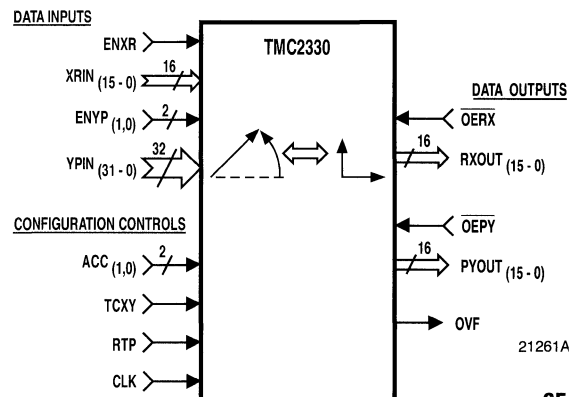 DATA INPUTS
ENXR
XRIN (15 - 0)
16
ENYP (1,0)
2
YPIN (31 - 0)
32
CONFIGURATION CONTROLS
ACC (1,0)
2
TCXY
RTP
CLK
TMC2330
DATA OUTPUTS
OERX
16
RXOUT (15 - 0)
OEPY
16
PYOUT (15 - 0)
OVF
21261A